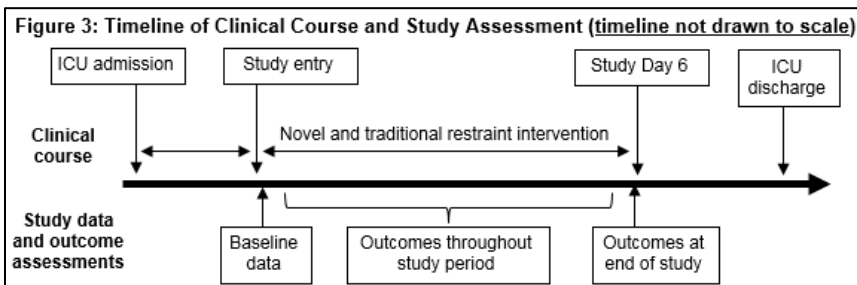 Figure 3: Timeline of Clinical Course and Study Assessment (timeline not drawn to scale)
ICU admission
Study entry
Study Day 6
ICU
discharge
Clinical
course
Novel and traditional restraint intervention
Study data
and outcome
assessments
Baseline
data
Outcomes throughout
study period
Outcomes at
end of study